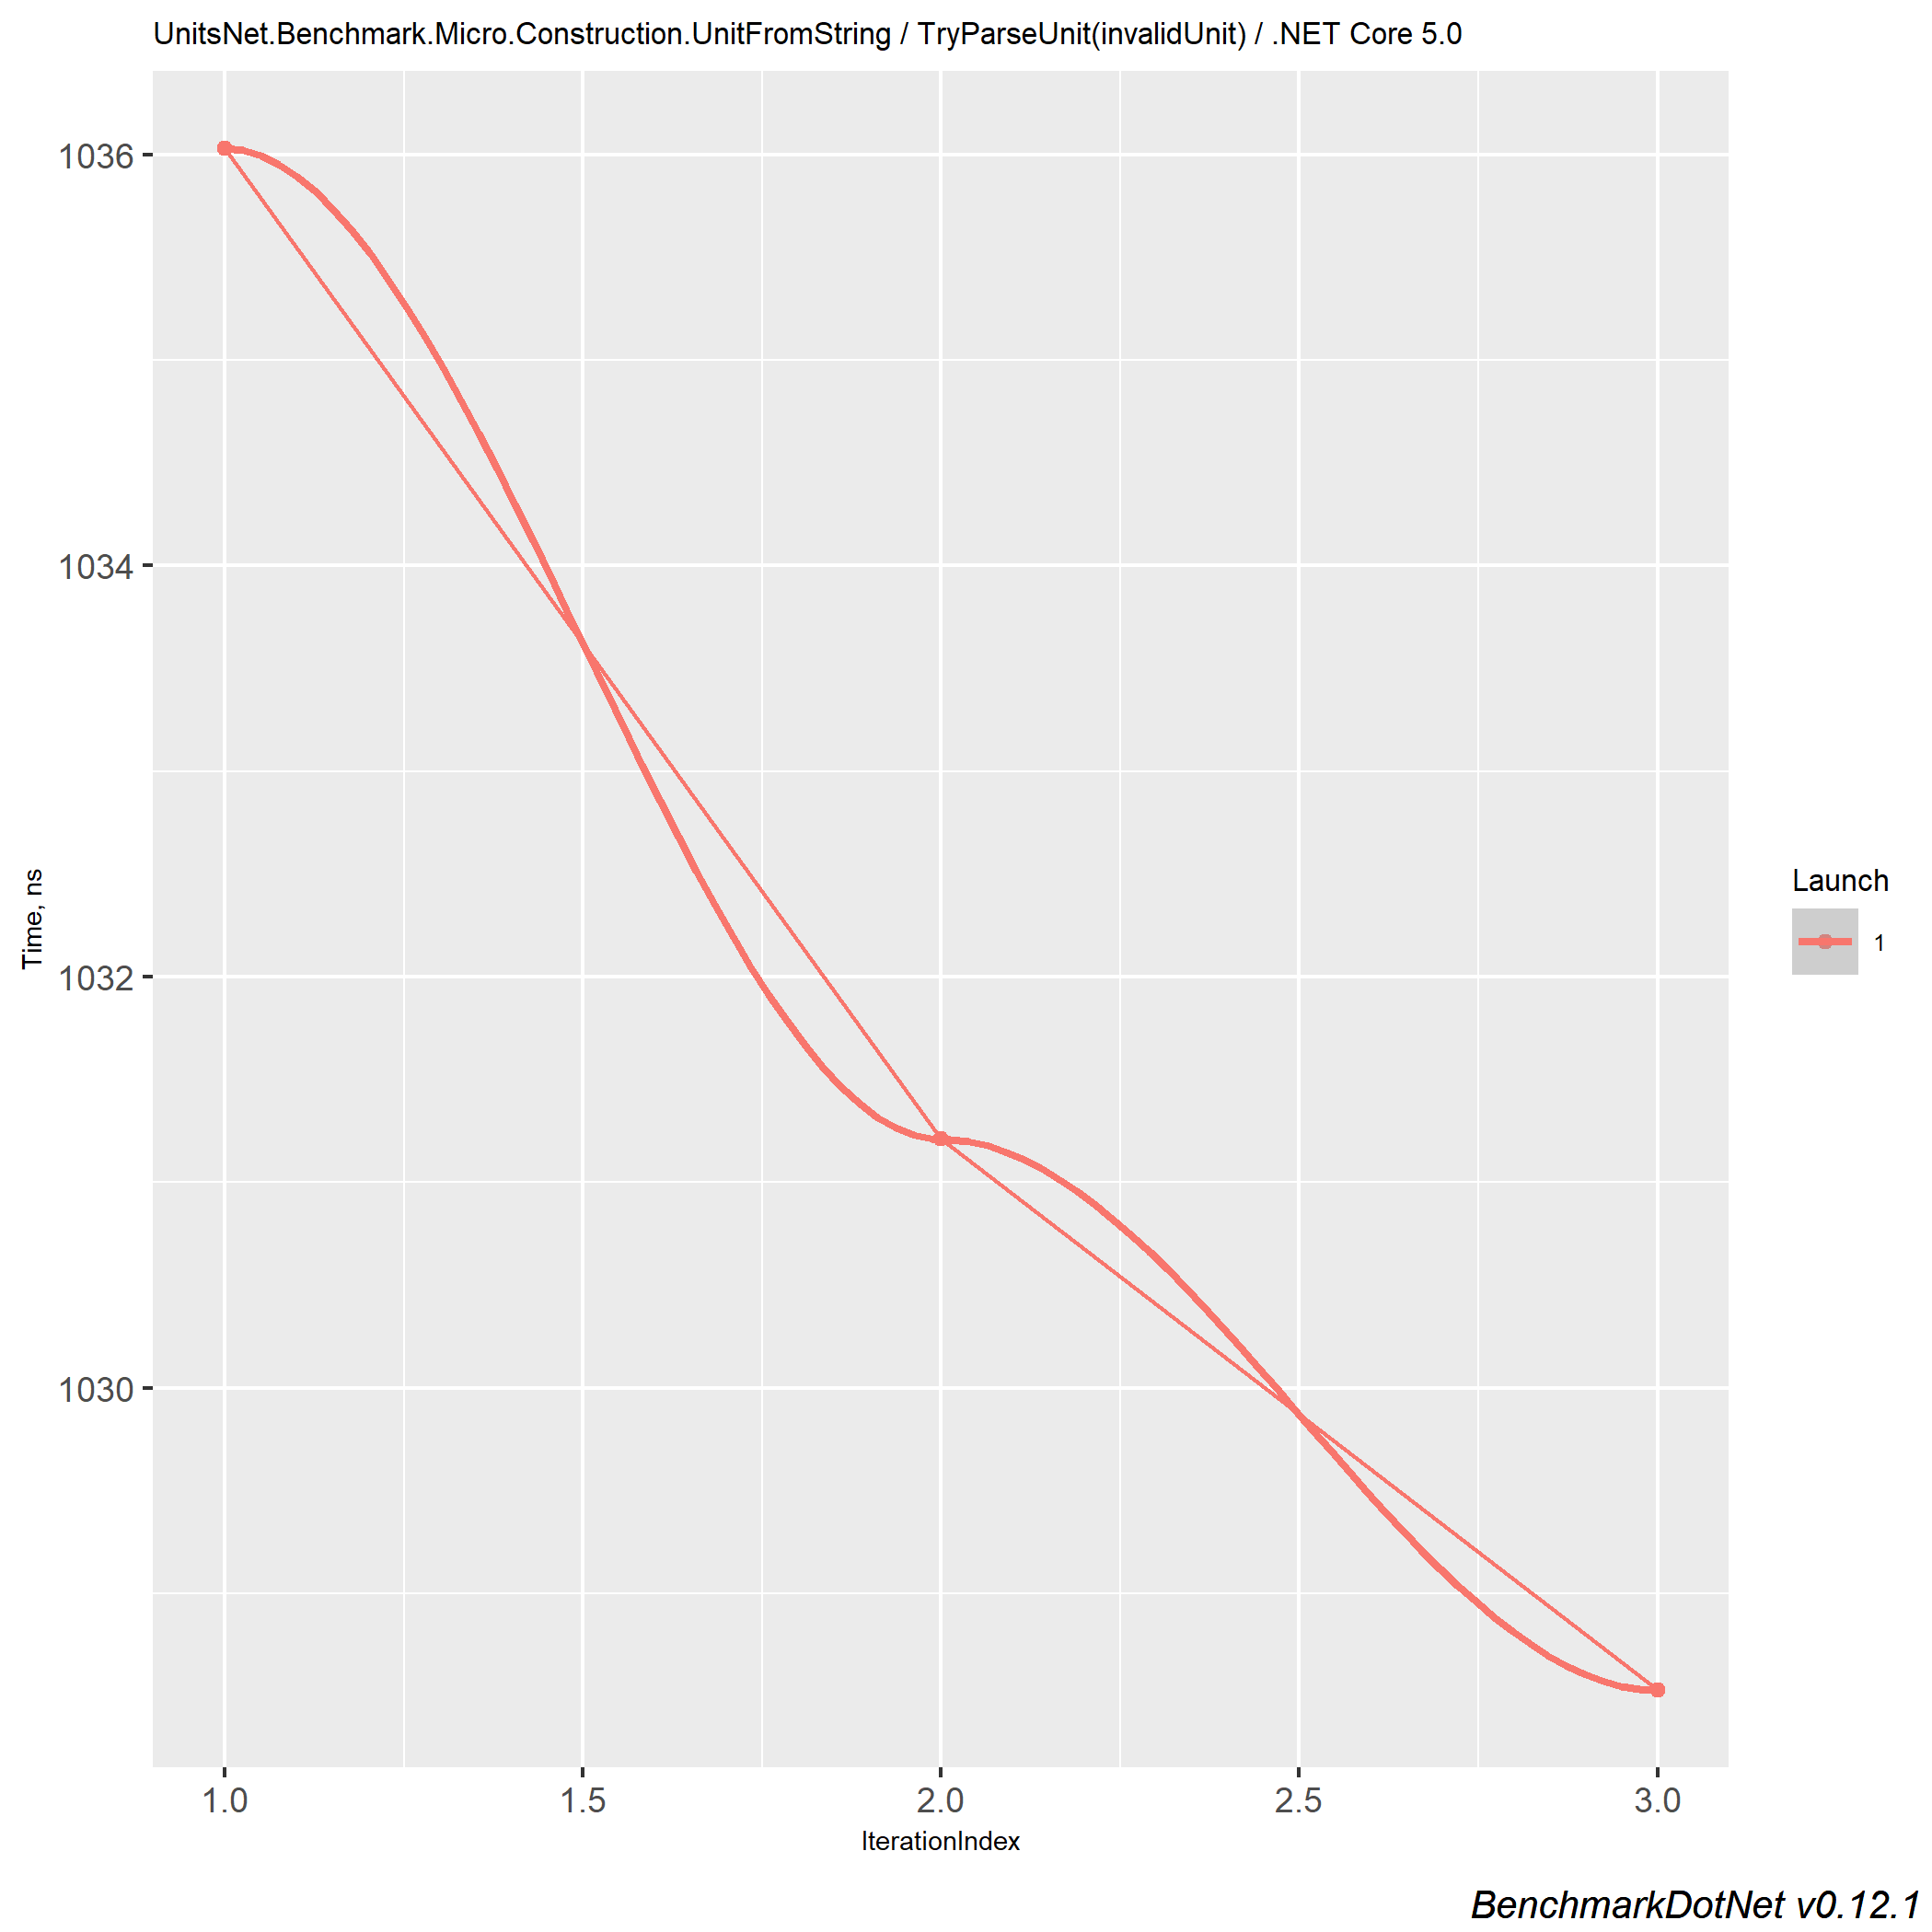 UnitsNet.Benchmark.Micro.Construction.UnitFromString / TryParseUnit(invalidUnit) / .NET Core 5.0
1036
1034
1032
1030
Time, ns
1.0 1.5 2.0 2.5 3.0
IterationIndex
Launch
1
BenchmarkDotNet v0.12.1